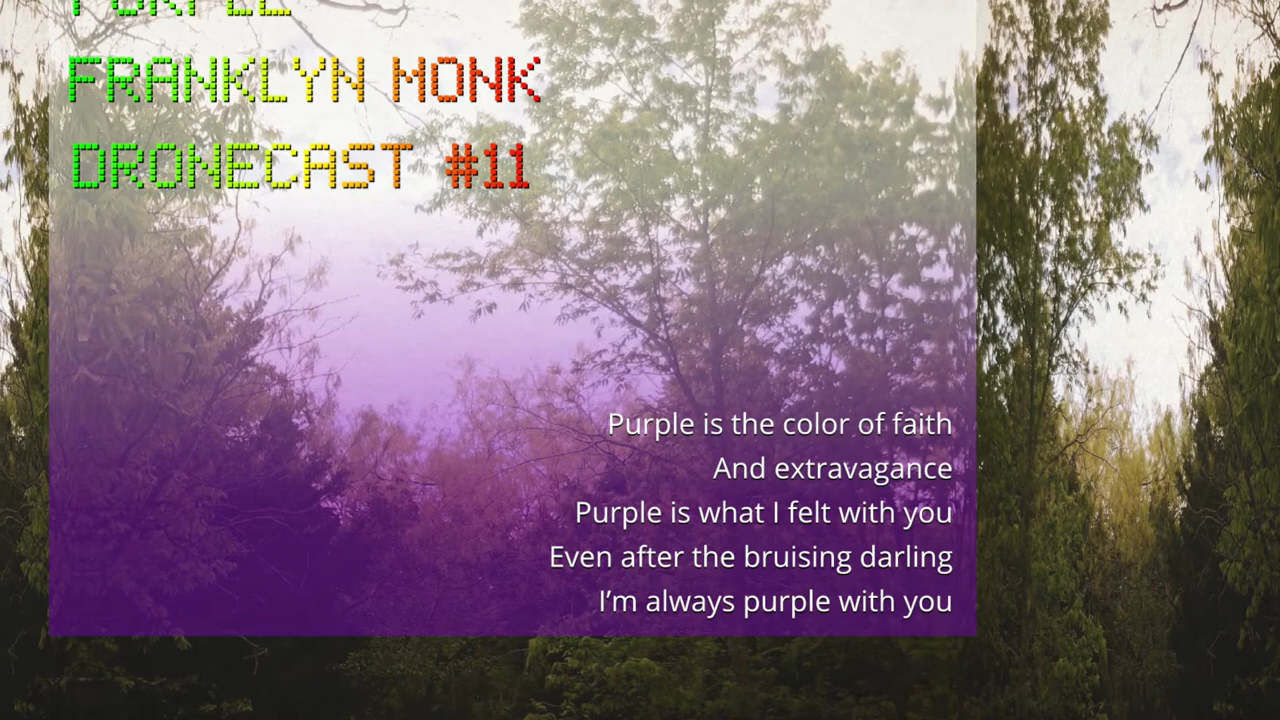 PURPLE
FRANKLYN MONK
DRONECAST #11
Purple is the color of faith
And extravagance
Purple is what I felt with you
Even after the bruising darling
I’m always purple with you